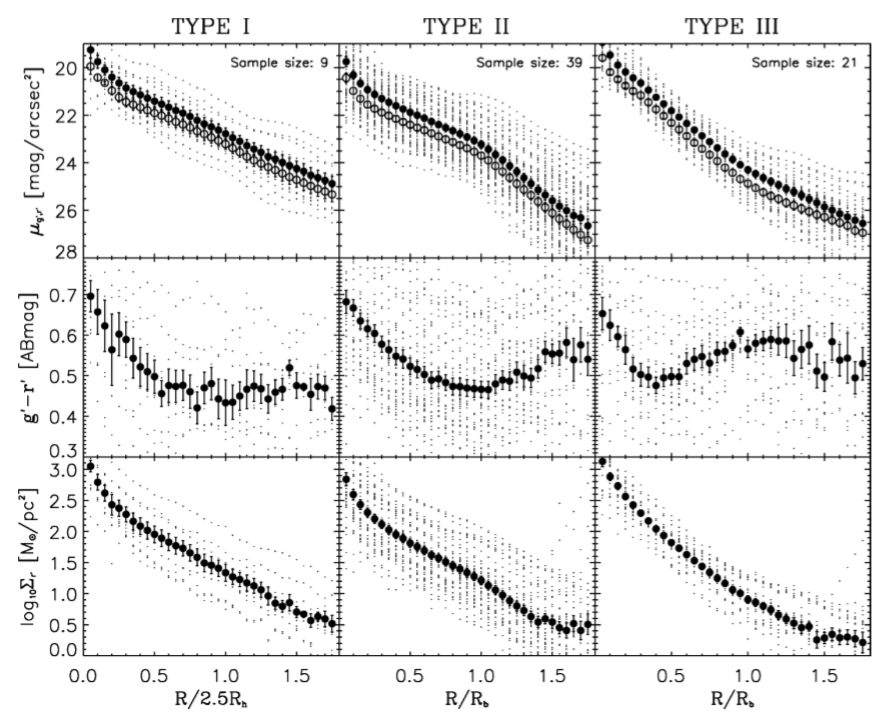 TYPE I TYPE II TYPE III
Sample size: 9 Sample size: 39 Sample size: 21
μg',r' [mag/arcsec²]
20
22
24
26
28
g'−r' [ABmag]
0.7
0.6
0.5
0.4
0.3
log₁₀Σr' [M⊙/pc²]
3.0
2.5
2.0
1.5
1.0
0.5
0.0
0.0 0.5 1.0 1.5 0.5 1.0 1.5 0.5 1.0 1.5
R/2.5Rh R/Rb R/Rb